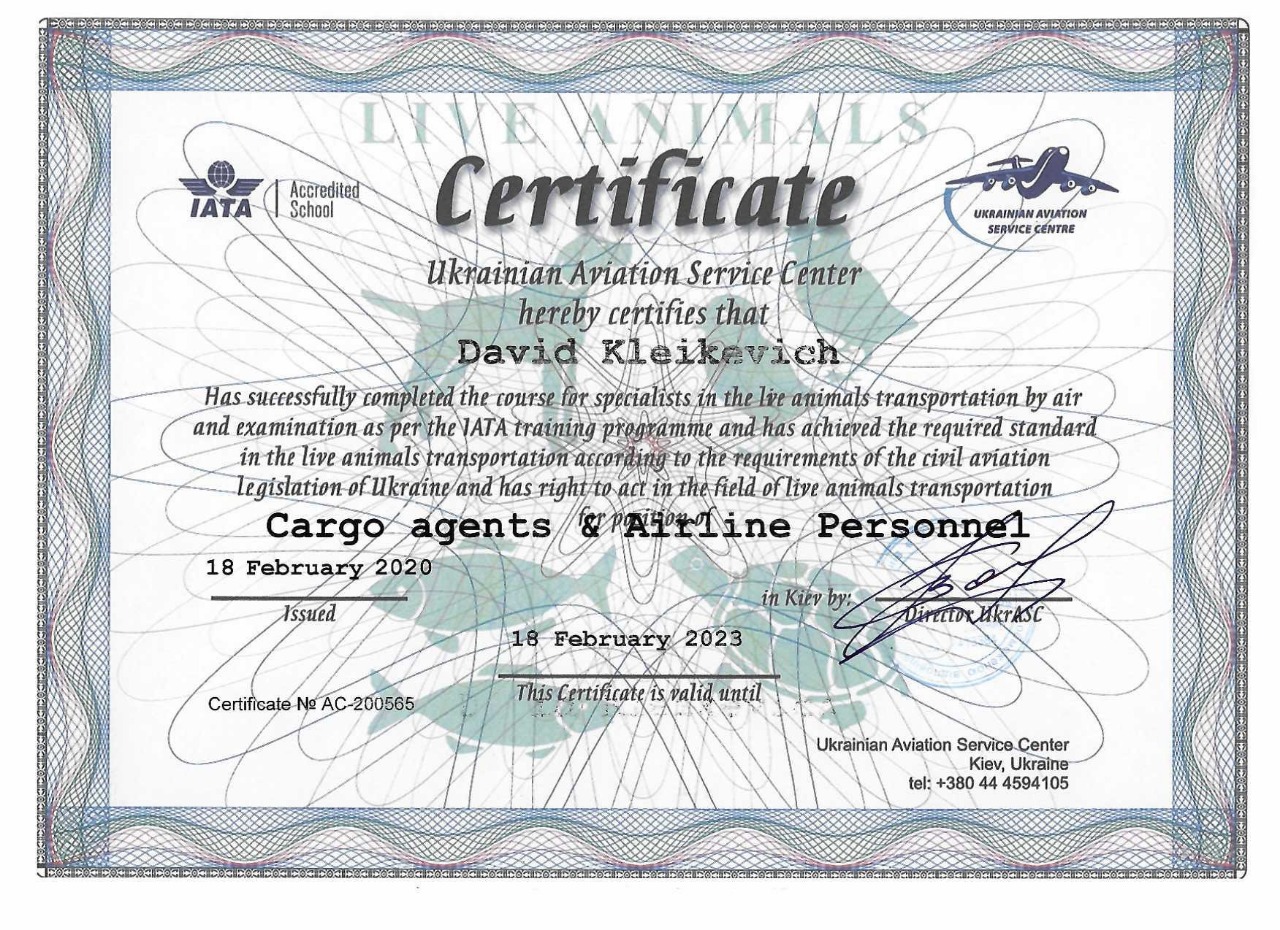 LIVE ANIMALS
Certificate
IATA
Accredited
School
UKRAINIAN AVIATION
SERVICE CENTRE
Ukrainian Aviation Service Center
hereby certifies that
David Kleikevich
Has successfully completed the course for specialists in the live animals transportation by air
and examination as per the IATA training programme and has achieved the required standard
in the live animals transportation according to the requirements of the civil aviation
legislation of Ukraine and has right to act in the field of live animals transportation
for position of
Cargo agents & Airline Personnel
18 February 2020
Issued
in Kiev by:
Director UkrASC
18 February 2023
This Certificate is valid until
Certificate № AC-200565
Ukrainian Aviation Service Center
Kiev, Ukraine
tel: +380 44 4594105